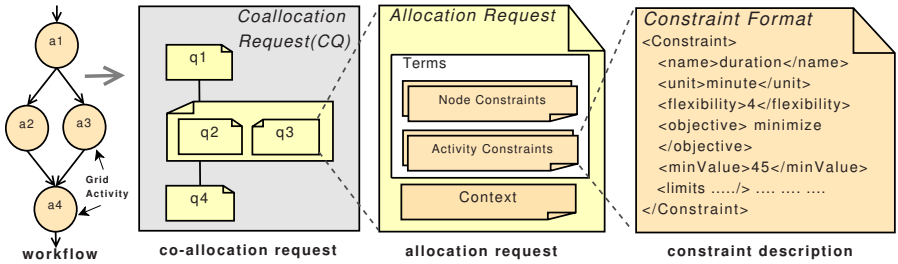 a1
a2
a3
Grid
Activity
a4
workflow
Coallocation
Request(CQ)
q1
q2
q3
q4
co-allocation request
Allocation Request
Terms
Node Constraints
Activity Constraints
Context
allocation request
Constraint Format
<Constraint>
<name>duration</name>
<unit>minute</unit>
<flexibility>4</flexibility>
<objective> minimize
</objective>
<minValue>45</minValue>
<limits ...../> .... .... ....
</Constraint>
constraint description